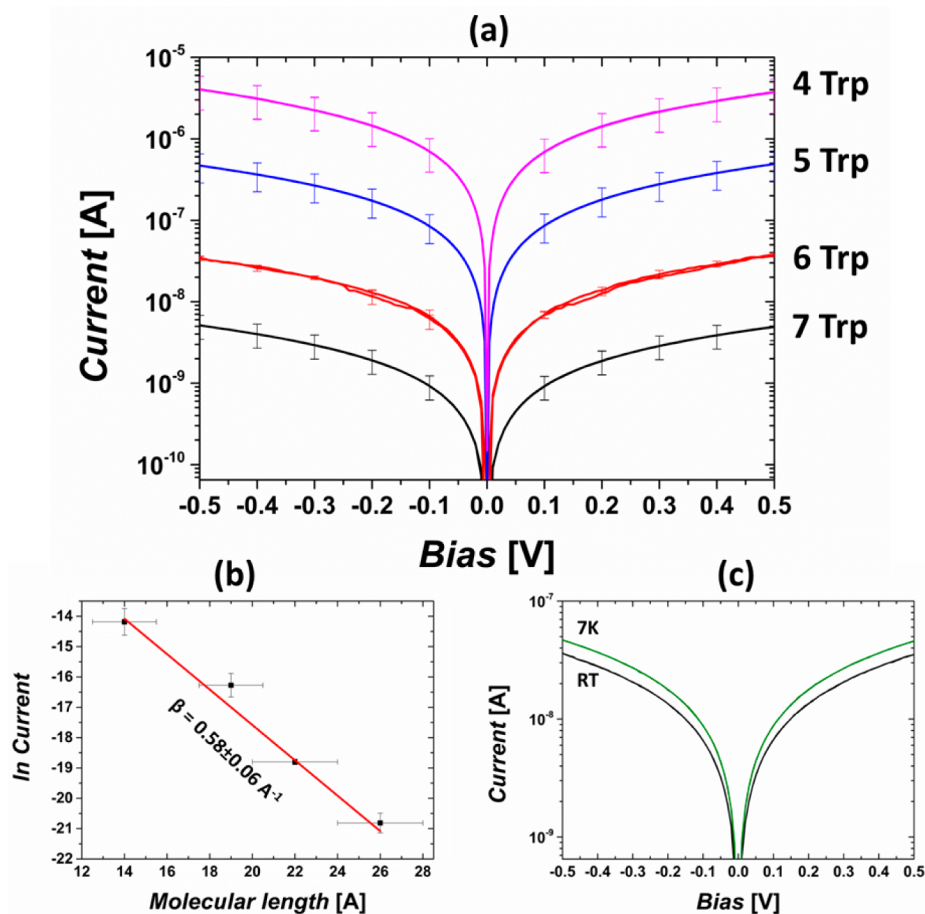 (a)
10⁻⁵
10⁻⁶
10⁻⁷
10⁻⁸
10⁻⁹
10⁻¹⁰
Current [A]
4 Trp
5 Trp
6 Trp
7 Trp
-0.5 -0.4 -0.3 -0.2 -0.1 0.0 0.1 0.2 0.3 0.4 0.5
Bias [V]
(b)
-14
-15
-16
-17
-18
-19
-20
-21
-22
ln Current
β = 0.58±0.06 A⁻¹
14 16 18 20 22 24 26 28
Molecular length [A]
(c)
10⁻⁷
10⁻⁸
10⁻⁹
Current [A]
7K
RT
-0.5 -0.4 -0.3 -0.2 -0.1 0.0 0.1 0.2 0.3 0.4 0.5
Bias [V]